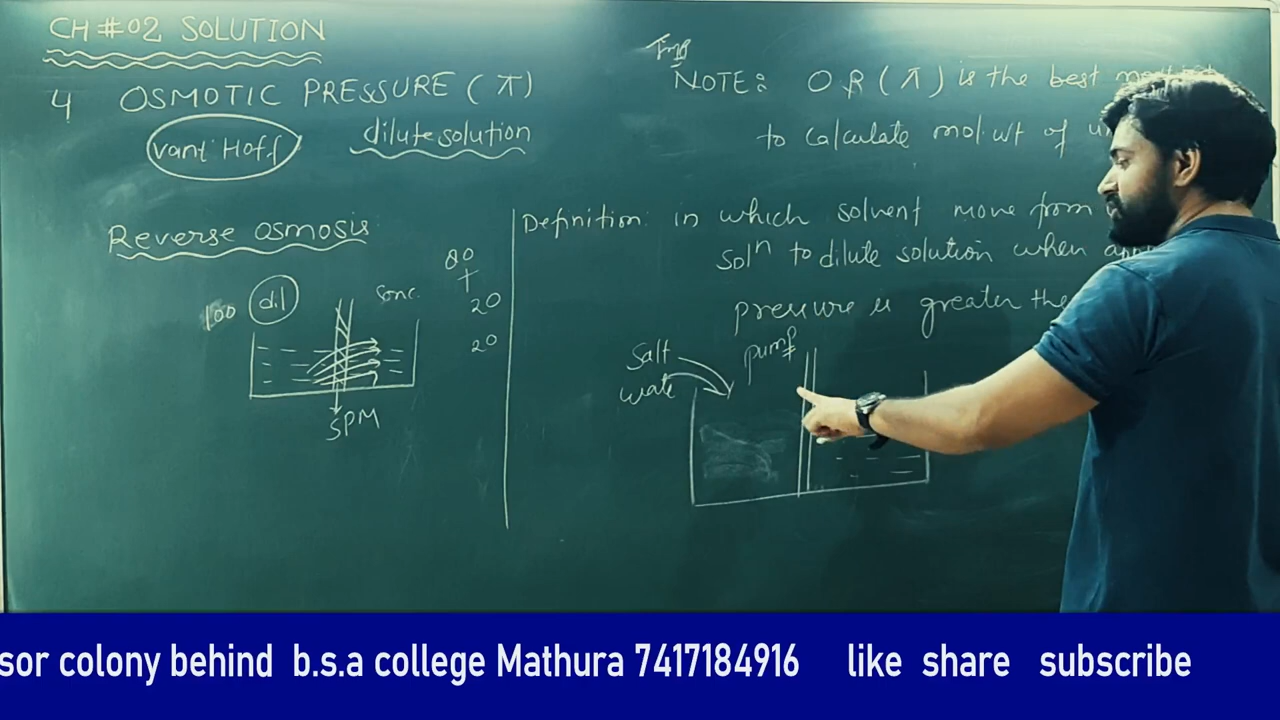 CH #02 SOLUTION
4 OSMOTIC PRESSURE (π)
vant Hoff
dilute solution
Reverse osmosis
100
dil
conc.
80
+
20
20
SPM
Imp
NOTE: O.P (π) is the best
to calculate mol. wt of
Definition: in which solvent move from
solⁿ to dilute solution when
pressure is greater
Salt
wate
pump
sor colony behind b.s.a college Mathura 7417184916 like share subscribe